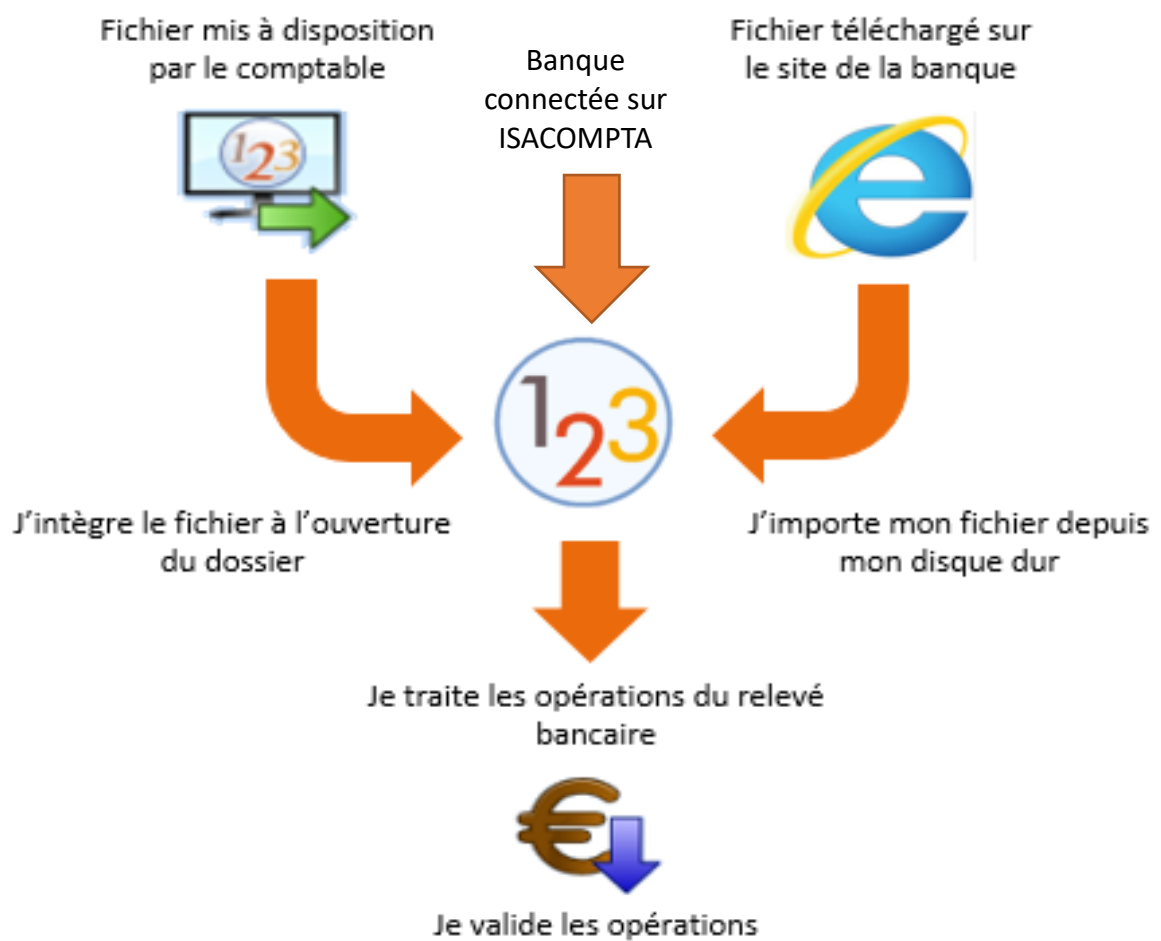 Fichier mis à disposition
par le comptable
Banque
connectée sur
ISACOMPTA
Fichier téléchargé sur
le site de la banque
123
123
J'intègre le fichier à l'ouverture
du dossier
J'importe mon fichier depuis
mon disque dur
Je traite les opérations du relevé
bancaire
€
Je valide les opérations